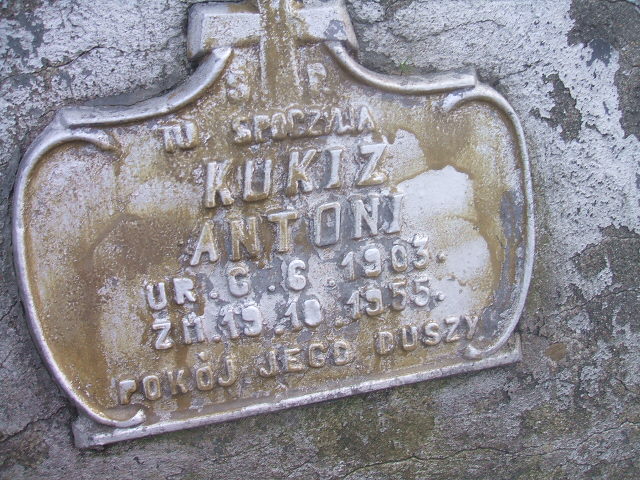 Ś P
TU SPOCZYWA
KUKIZ
ANTONI
UR. 6. 6. 1903.
ZM. 19. 10. 1955.
POKÓJ JEGO DUSZY